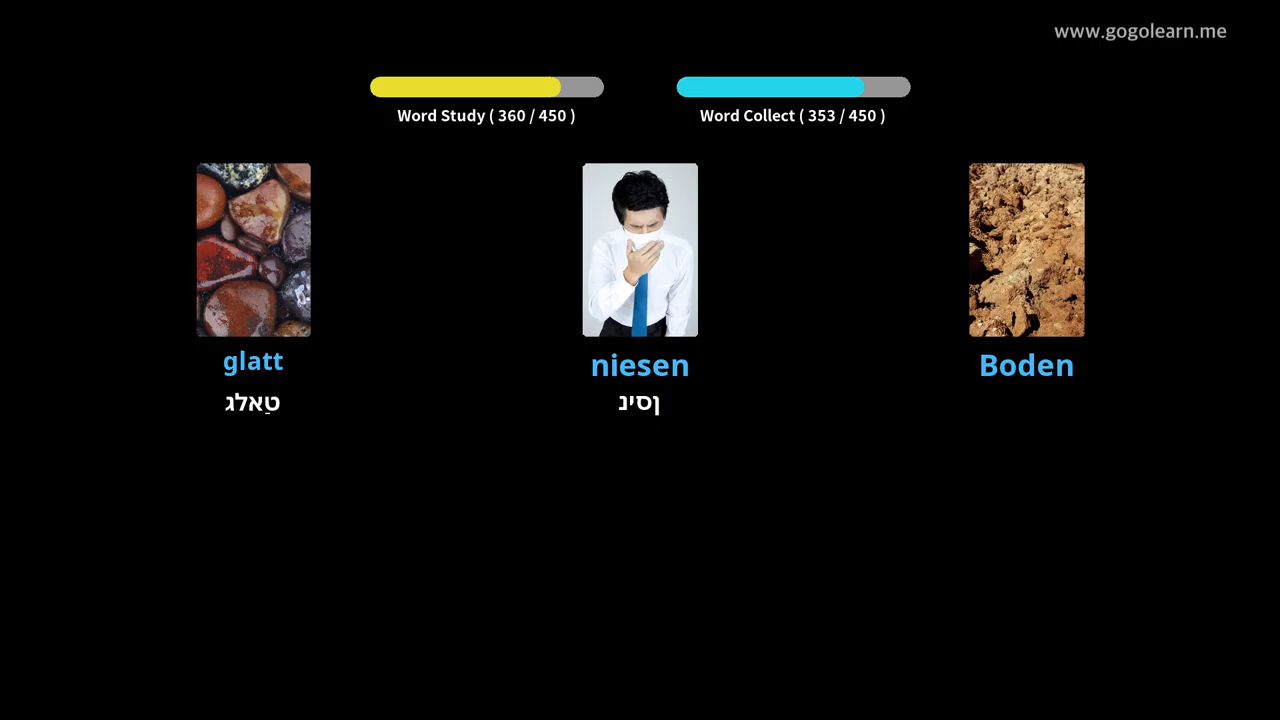 www.gogolearn.me
Word Study ( 360 / 450 )
Word Collect ( 353 / 450 )
glatt
niesen
Boden
טַאלג
ןסינ